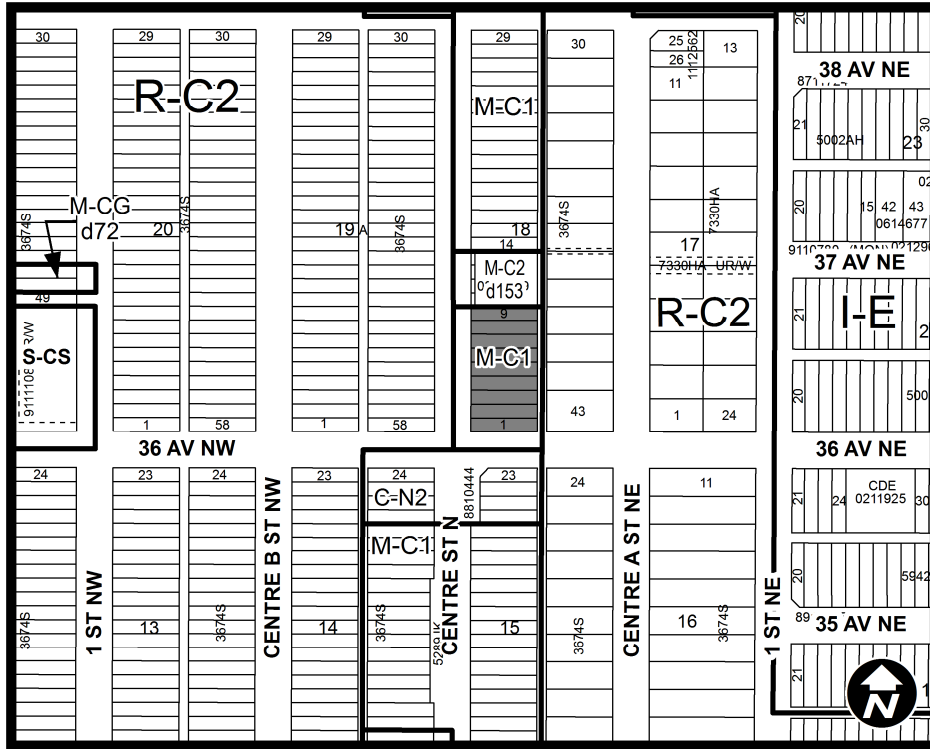 30
29
30
29
30
29
30
25
26
1112562
13
11
20
38 AV NE
R-C2
M-C1
21
5002AH
23
30
M-CG
d72
3674S
20
3674S
19
A
3674S
18
14
3674S
17
7330HA
20
15
42
43
0614677
7330HA
UR/W
37 AV NE
49
M-C2
d153
9
S-CS
R/W
M-C1
R-C2
21
I-E
43
20
1
58
1
58
1
1
24
36 AV NW
36 AV NE
24
23
24
23
24
23
24
11
C-N2
8810444
21
24
CDE
0211925
30
M-C1
1 ST NW
CENTRE B ST NW
CENTRE ST N
CENTRE A ST NE
1 ST NE
20
3674S
13
3674S
14
3674S
15
3674S
16
3674S
89
35 AV NE
21
N